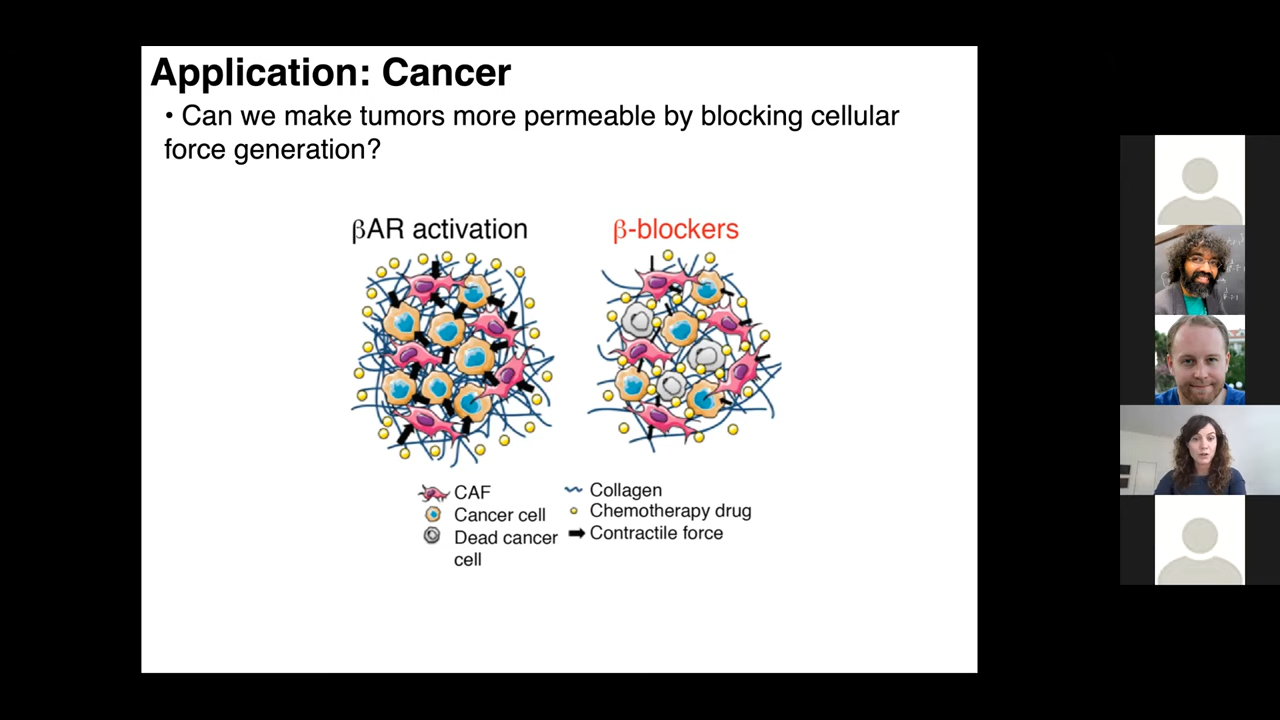 Application: Cancer
• Can we make tumors more permeable by blocking cellular
force generation?
βAR activation
β-blockers
CAF
Cancer cell
Dead cancer
cell
Collagen
Chemotherapy drug
Contractile force